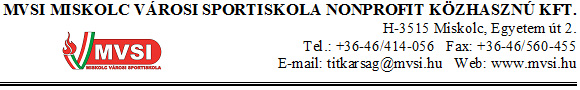 MVSI MISKOLC VÁROSI SPORTISKOLA NONPROFIT KÖZHASZNÚ KFT.
H-3515 Miskolc, Egyetem út 2.
Tel.: +36-46/414-056 Fax: +36-46/560-455
E-mail: titkarsag@mvsi.hu Web: www.mvsi.hu
MVSI
MISKOLC VÁROSI SPORTISKOLA